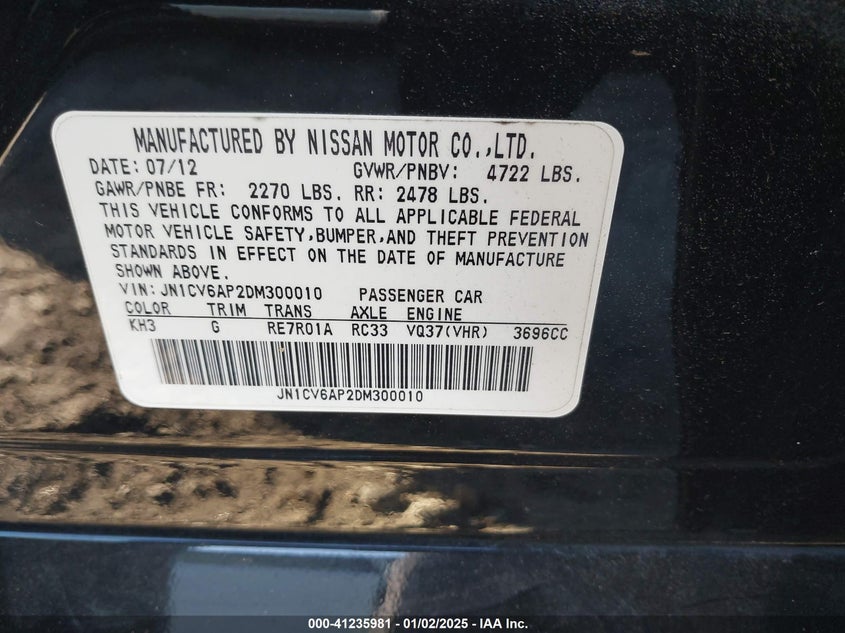 MANUFACTURED BY NISSAN MOTOR CO.,LTD.
DATE: 07/12 GVWR/PNBV: 4722 LBS.
GAWR/PNBE FR: 2270 LBS. RR: 2478 LBS.
THIS VEHICLE CONFORMS TO ALL APPLICABLE FEDERAL
MOTOR VEHICLE SAFETY,BUMPER,AND THEFT PREVENTION
STANDARDS IN EFFECT ON THE DATE OF MANUFACTURE
SHOWN ABOVE.
VIN: JN1CV6AP2DM300010 PASSENGER CAR
COLOR TRIM TRANS AXLE ENGINE
KH3 G RE7R01A RC33 VQ37(VHR) 3696CC
JN1CV6AP2DM300010
000-41235981 - 01/02/2025 - IAA Inc.